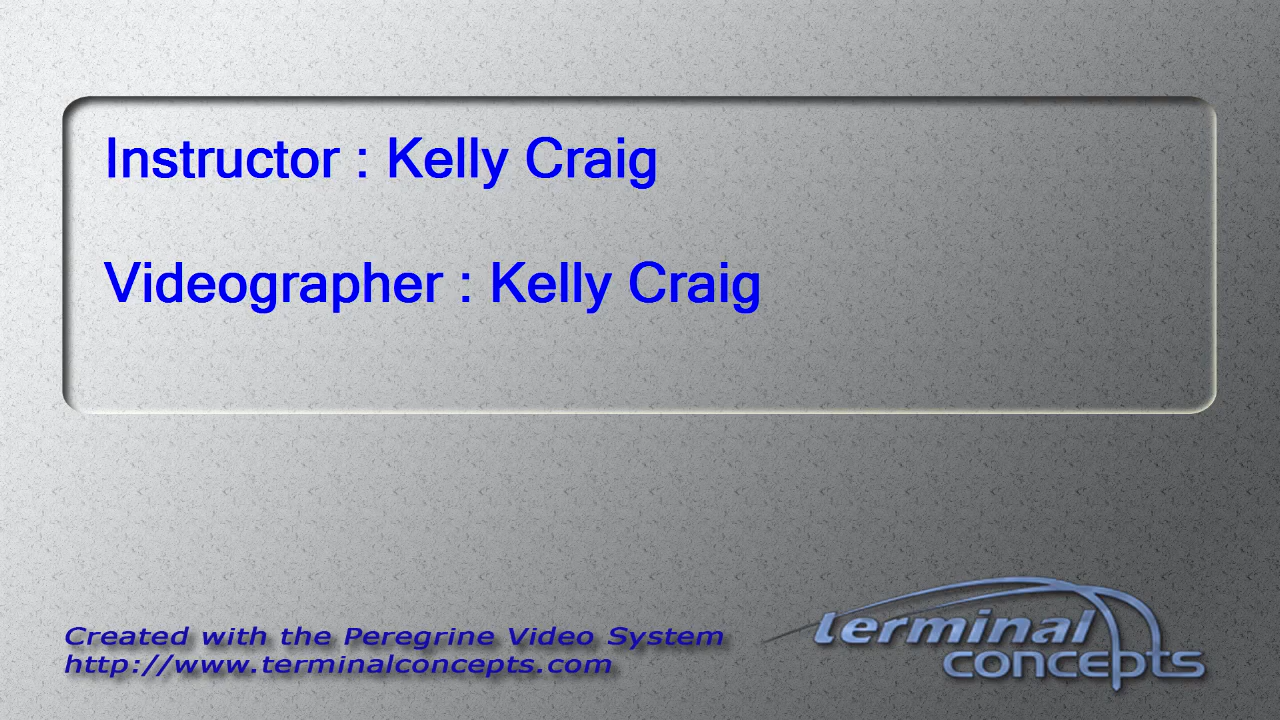 Instructor : Kelly Craig
Videographer : Kelly Craig
Created with the Peregrine Video System
http://www.terminalconcepts.com
terminal
concepts